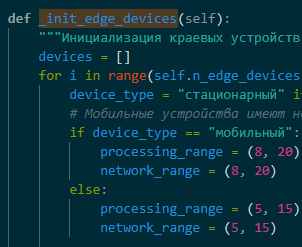 def _init_edge_devices(self):
"""Инициализация краевых устройств
devices = []
for i in range(self.n_edge_devices
device_type = "стационарный" i
# Мобильные устройства имеют
if device_type == "мобильный":
processing_range = (8, 20)
network_range = (8, 20)
else:
processing_range = (5, 15)
network_range = (5, 15)